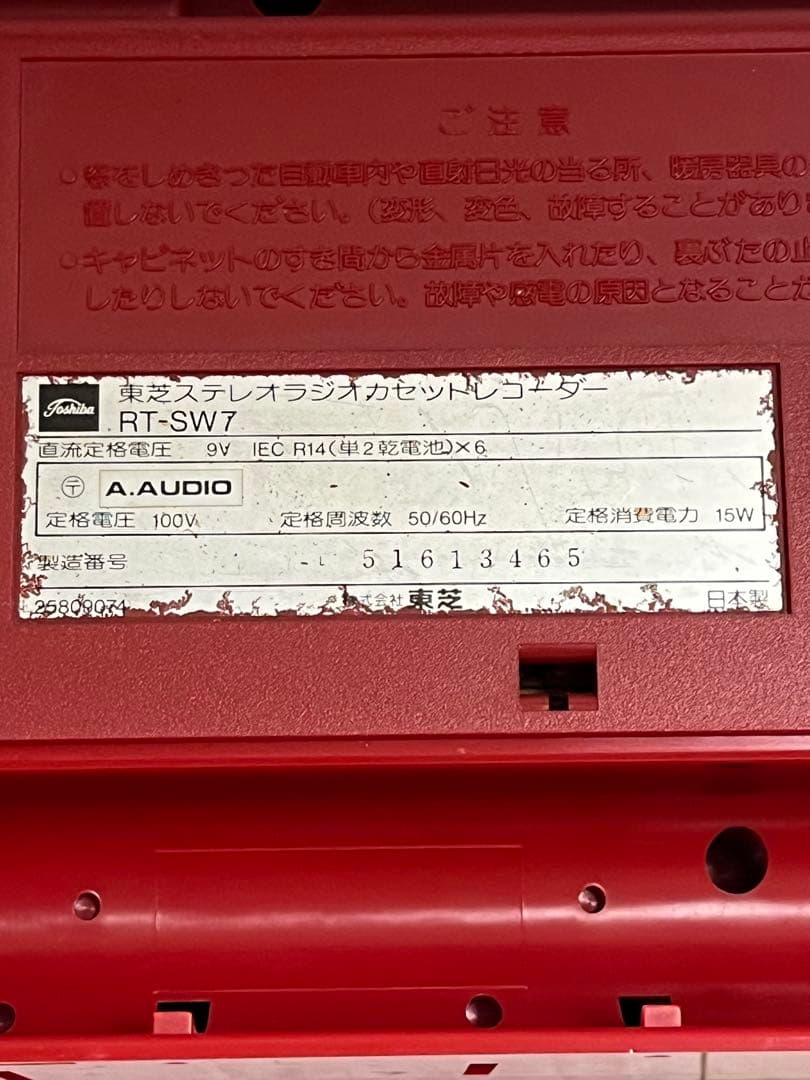 ご注意
○窓をしめきった自動車内や直射日光の当る所、暖房器具の
置しないでください。(変形、変色、故障することがあり
○キャビネットのすき間から金属片を入れたり、裏ぶたの止
したりしないでください。故障や感電の原因となることが
Toshiba
東芝ステレオラジオカセットレコーダー
RT-SW7
直流定格電圧 9V IEC R14(単2乾電池)×6
〒 A.AUDIO
定格電圧 100V 定格周波数 50/60Hz 定格消費電力 15W
製造番号 51613465
25809074 株式会社 東芝 日本製